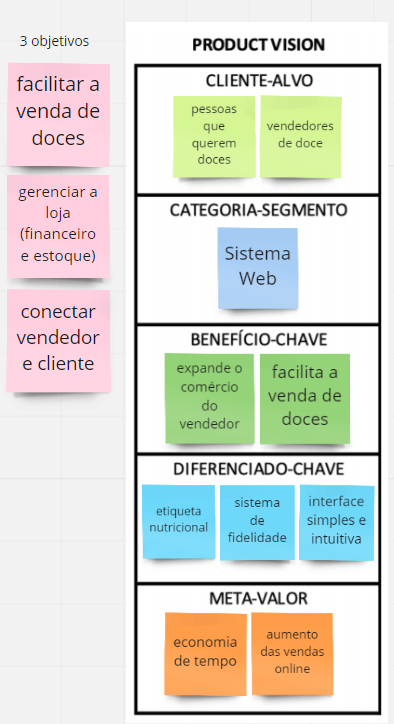 3 objetivos
facilitar a
venda de
doces
gerenciar a
loja
(financeiro
e estoque)
conectar
vendedor
e cliente
PRODUCT VISION
CLIENTE-ALVO
pessoas
que
querem
doces
vendedores
de doce
CATEGORIA-SEGMENTO
Sistema
Web
BENEFÍCIO-CHAVE
expande o
comércio
do
vendedor
facilita a
venda de
doces
DIFERENCIADO-CHAVE
etiqueta
nutricional
sistema
de
fidelidade
interface
simples e
intuitiva
META-VALOR
economia
de tempo
aumento
das vendas
online